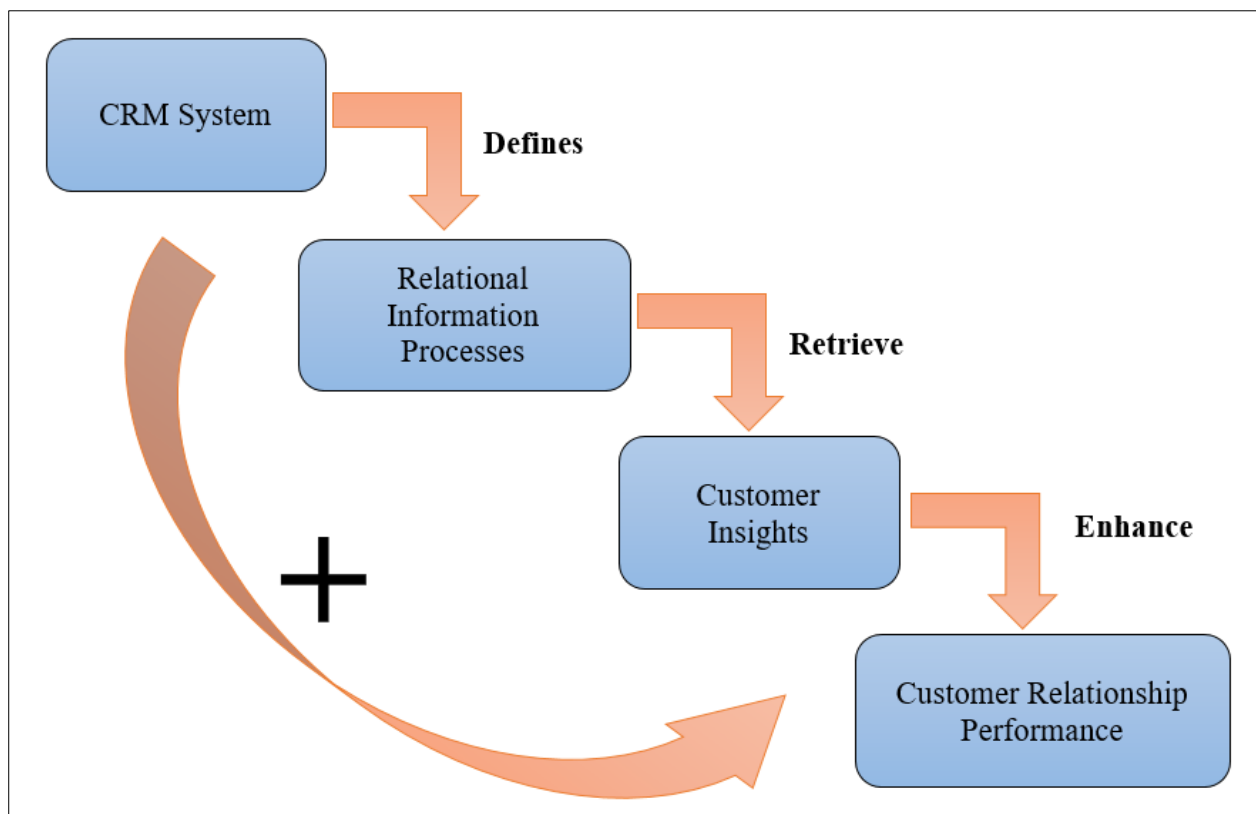 CRM System
Defines
Relational
Information
Processes
Retrieve
Customer
Insights
Enhance
Customer Relationship
Performance